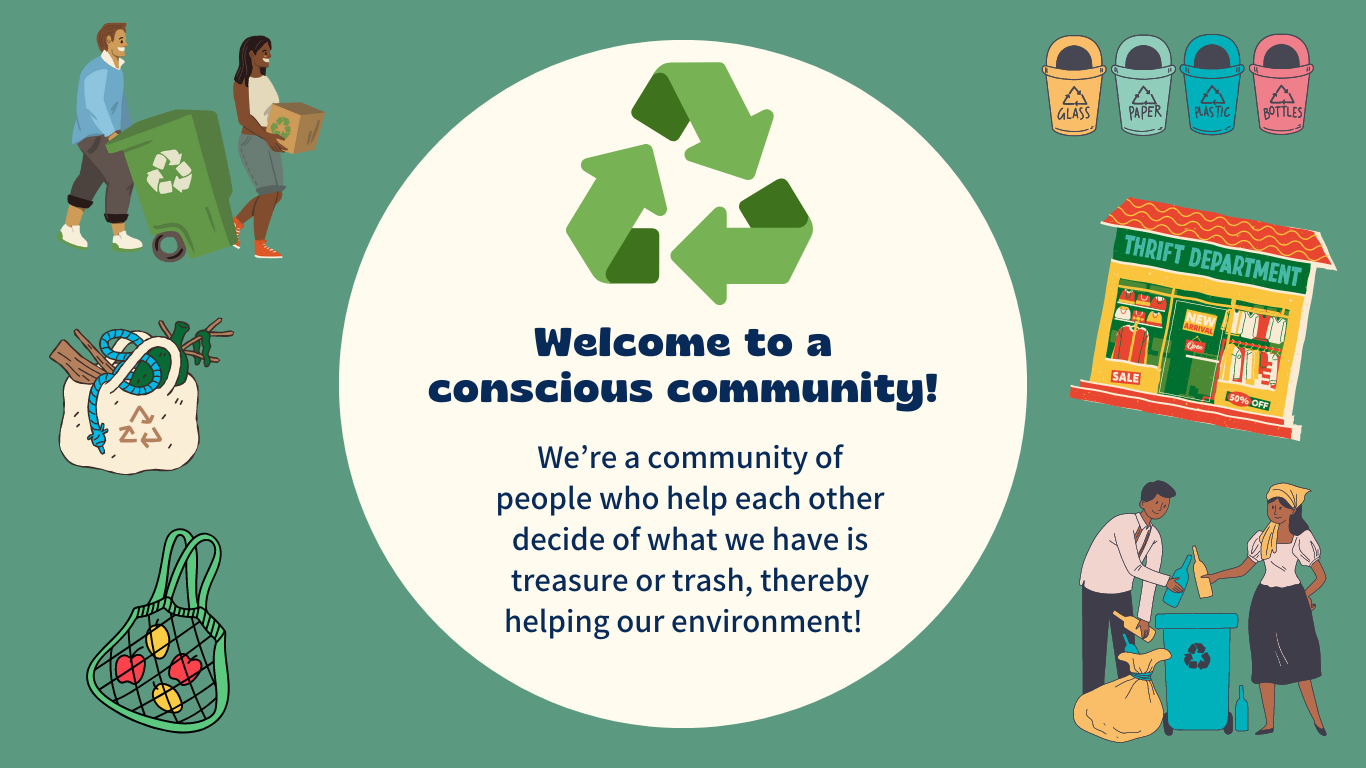 Welcome to a
conscious community!
We’re a community of
people who help each other
decide of what we have is
treasure or trash, thereby
helping our environment!
GLASS
PAPER
PLASTIC
BOTTLES
THRIFT DEPARTMENT
NEW
ARRIVAL
Open
SALE
50% OFF